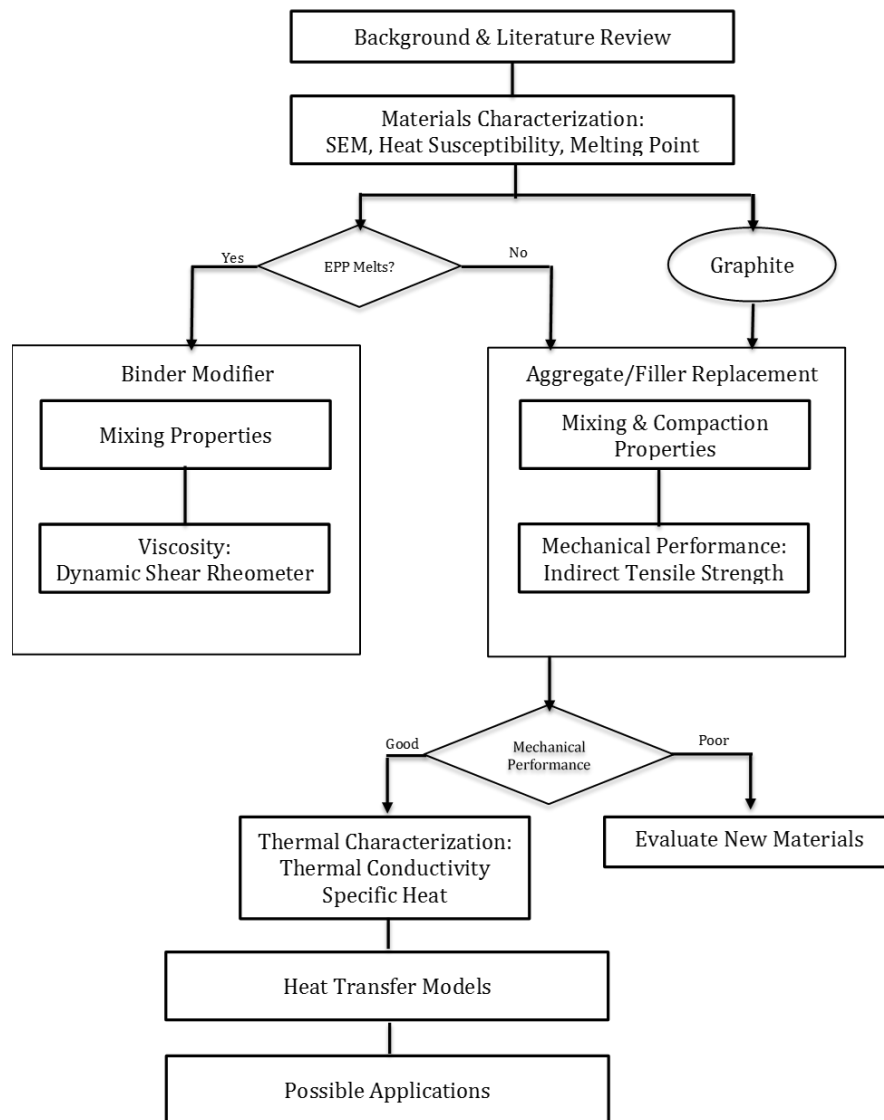 Background & Literature Review
Materials Characterization:
SEM, Heat Susceptibility, Melting Point
Yes
EPP Melts?
No
Graphite
Binder Modifier
Mixing Properties
Viscosity:
Dynamic Shear Rheometer
Aggregate/Filler Replacement
Mixing & Compaction
Properties
Mechanical Performance:
Indirect Tensile Strength
Good
Mechanical
Performance
Poor
Thermal Characterization:
Thermal Conductivity
Specific Heat
Evaluate New Materials
Heat Transfer Models
Possible Applications